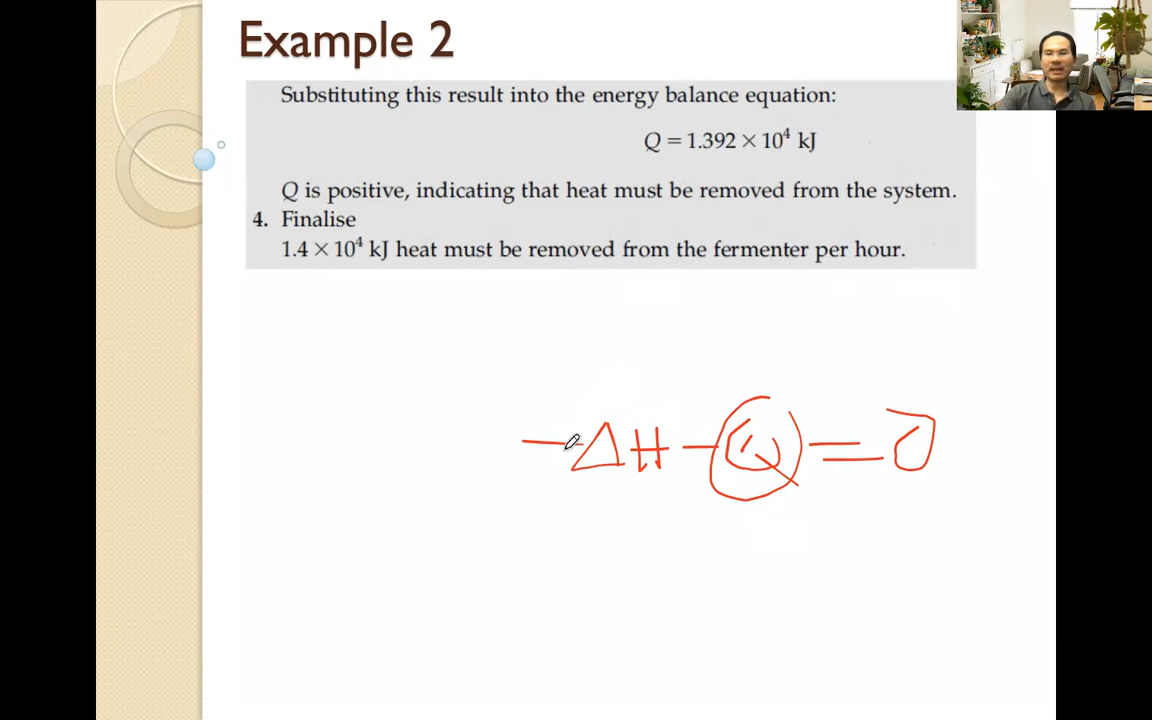 Example 2
Substituting this result into the energy balance equation:
Q = 1.392 × 10⁴ kJ
Q is positive, indicating that heat must be removed from the system.
4. Finalise
1.4 × 10⁴ kJ heat must be removed from the fermenter per hour.
−ΔH − Q = 0